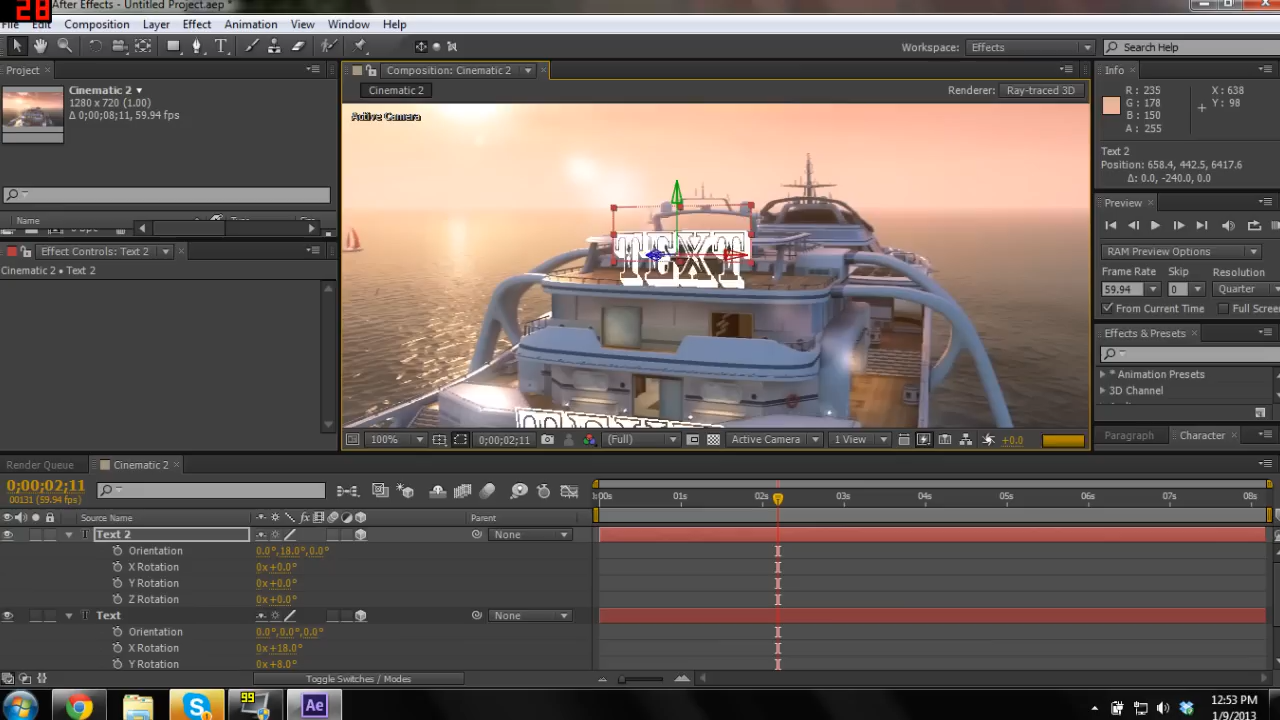 28
After Effects - Untitled Project.aep *
File Edit Composition Layer Effect Animation View Window Help
Workspace: Effects Search Help
Project
Composition: Cinematic 2
Info
Cinematic 2
1280 x 720 (1.00)
Δ 0;00;08;11, 59.94 fps
Cinematic 2
Renderer: Ray-traced 3D
Active Camera
R: 235
G: 178
B: 150
A: 255
X: 638
Y: 98
Text 2
Position: 658.4, 442.5, 6417.6
Δ: 0.0, -240.0, 0.0
Preview
Name
Effect Controls: Text 2
Cinematic 2 • Text 2
TEXT
RAM Preview Options
Frame Rate Skip Resolution
59.94 0 Quarter
From Current Time Full Screen
Effects & Presets
* Animation Presets
3D Channel
100% 0;00;02;11 (Full) Active Camera 1 View +0.0
Paragraph Character
Render Queue Cinematic 2
0;00;02;11
00131 (59.94 fps)
:00s 01s 02s 03s 04s 05s 06s 07s 08s
Source Name Parent
Text 2 None
Orientation 0.0°,18.0°,0.0°
X Rotation 0x+0.0°
Y Rotation 0x+0.0°
Z Rotation 0x+0.0°
Text None
Orientation 0.0°,0.0°,0.0°
X Rotation 0x+18.0°
Y Rotation 0x+8.0°
Toggle Switches / Modes
99
Ae
12:53 PM
1/9/2013